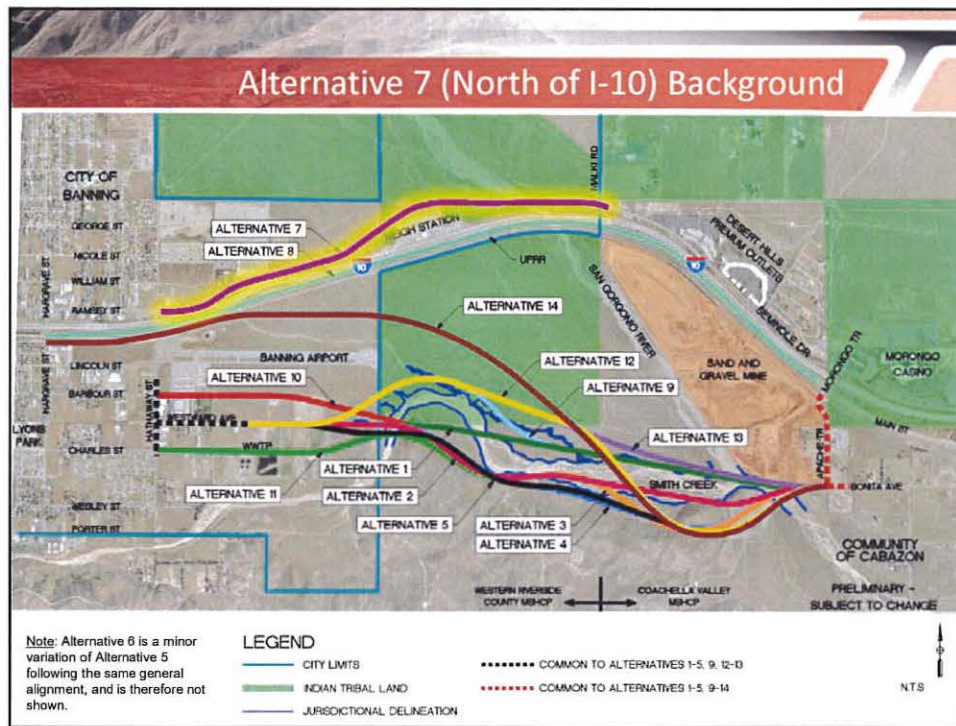 Alternative 7 (North of I-10) Background
CITY OF
BANNING
GEORGE ST
NICOLE ST
WILLIAM ST
RAMSEY ST
HARGRAVE ST
LINCOLN ST
BARBOUR ST
HARGRAVE ST
LYONS
PARK
CHARLES ST
WESLEY ST
PORTER ST
HATHAWAY ST
WESTWARD AVE
WWTP
BANNING AIRPORT
ALTERNATIVE 7
ALTERNATIVE 8
WEIGH STATION
10
UPRR
MALKI RD
DESERT HILLS
PREMIUM OUTLETS
10
SEMINOLE DR
SAN GORGONIO RIVER
SAND AND
GRAVEL MINE
MORONGO TR
MORONGO
CASINO
MAIN ST
APACHE TR
BONITA AVE
ALTERNATIVE 14
ALTERNATIVE 12
ALTERNATIVE 9
ALTERNATIVE 10
ALTERNATIVE 13
ALTERNATIVE 1
ALTERNATIVE 11
ALTERNATIVE 2
ALTERNATIVE 5
ALTERNATIVE 3
ALTERNATIVE 4
SMITH CREEK
COMMUNITY
OF CABAZON
WESTERN RIVERSIDE
COUNTY MSHCP
COACHELLA VALLEY
MSHCP
PRELIMINARY -
SUBJECT TO CHANGE
Note: Alternative 6 is a minor
variation of Alternative 5
following the same general
alignment, and is therefore not
shown.
LEGEND
CITY LIMITS
INDIAN TRIBAL LAND
JURISDICTIONAL DELINEATION
COMMON TO ALTERNATIVES 1-5, 9, 12-13
COMMON TO ALTERNATIVES 1-5, 9-14
N.T.S